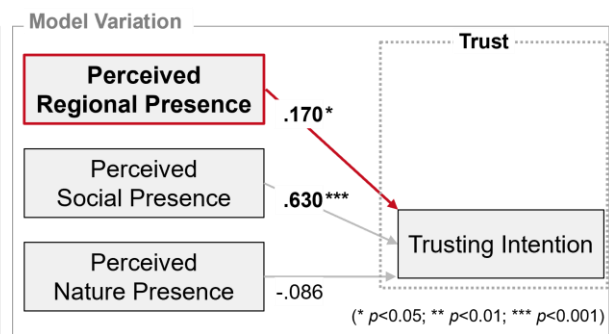 Model Variation
Trust
Perceived
Regional Presence
.170*
Perceived
Social Presence
.630***
Trusting Intention
Perceived
Nature Presence
-.086
(* p<0.05; ** p<0.01; *** p<0.001)